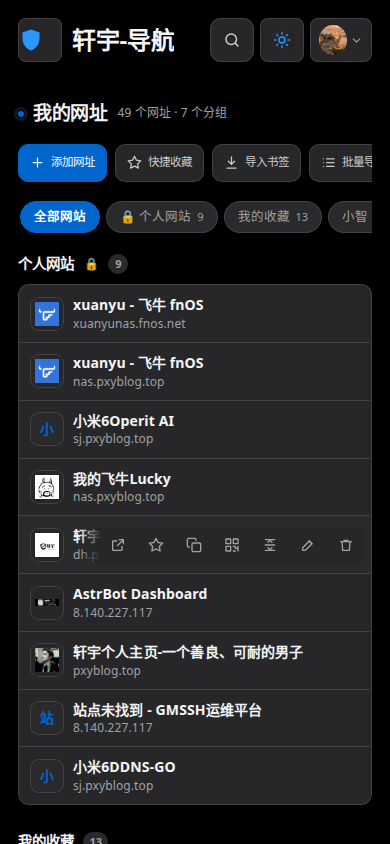 轩宇-导航
我的网址 49 个网址 · 7 个分组
添加网址 快捷收藏 导入书签 批量导
全部网站 🔒 个人网站 9 我的收藏 13 小智
个人网站 🔒 9
xuanyu - 飞牛 fnOS
xuanyunas.fnos.net
xuanyu - 飞牛 fnOS
nas.pxyblog.top
小 小米6Operit AI
sj.pxyblog.top
我的飞牛Lucky
nas.pxyblog.top
轩宇
dh.p
AstrBot Dashboard
8.140.227.117
轩宇个人主页-一个善良、可耐的男子
pxyblog.top
站 站点未找到 - GMSSH运维平台
8.140.227.117
小 小米6DDNS-GO
sj.pxyblog.top
我的收藏 13